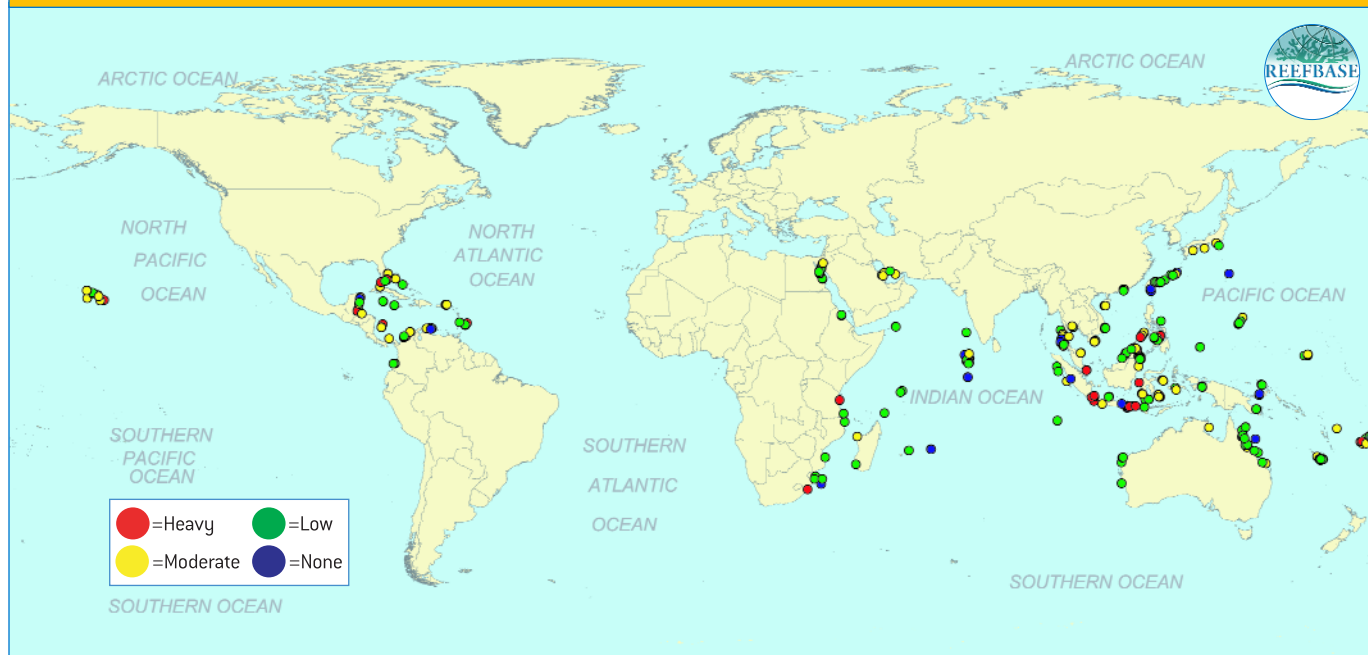 ARCTIC OCEAN
ARCTIC OCEAN
REEFBASE
NORTH
PACIFIC
OCEAN
NORTH
ATLANTIC
OCEAN
PACIFIC OCEAN
INDIAN OCEAN
SOUTHERN
PACIFIC
OCEAN
SOUTHERN
ATLANTIC
OCEAN
=Heavy
=Low
=Moderate
=None
SOUTHERN OCEAN
SOUTHERN OCEAN